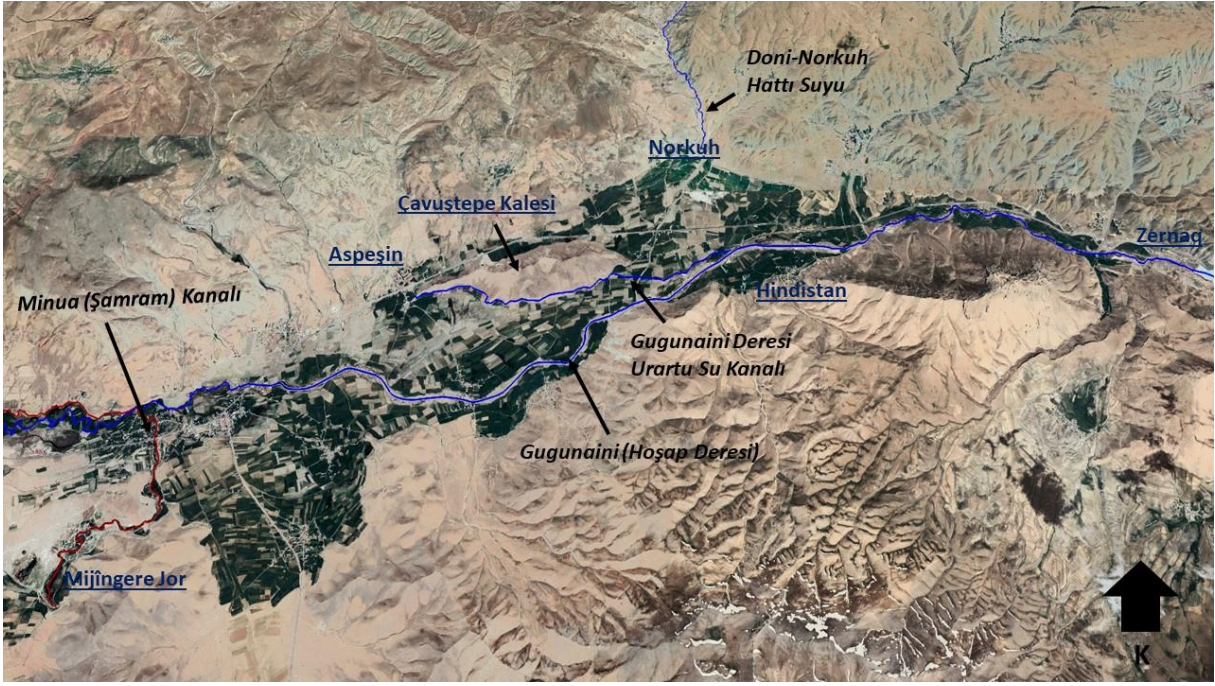 Doni-Norkuh
Hattı Suyu
Norkuh
Çavuştepe Kalesi
Zernaq
Aspeşin
Hindistan
Minua (Şamram) Kanalı
Gugunaini Deresi
Urartu Su Kanalı
Gugunaini (Hoşap Deresi)
Mijîngere Jor
K